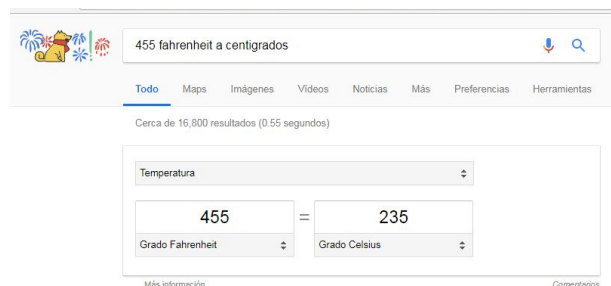 455 fahrenheit a centigrados
Todo Maps Imágenes Vídeos Noticias Más Preferencias Herramientas
Cerca de 16,800 resultados (0.55 segundos)
Temperatura
455 = 235
Grado Fahrenheit Grado Celsius
Más información Comentarios